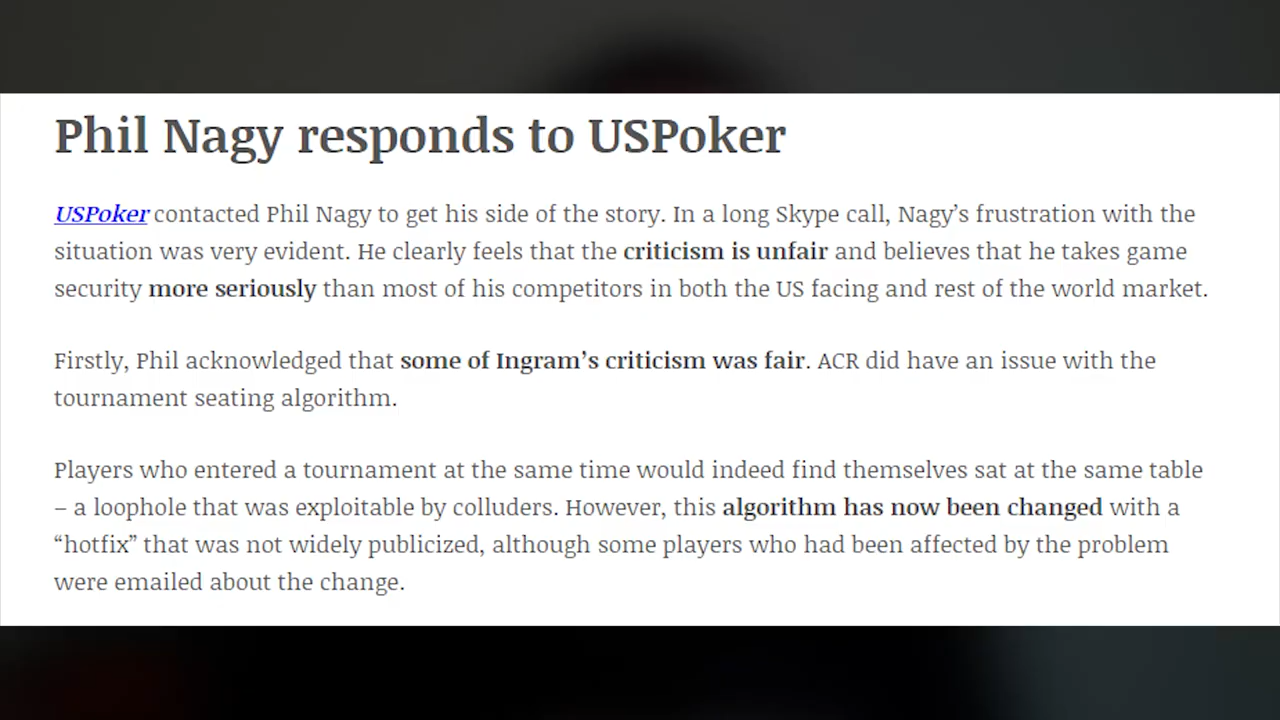 Phil Nagy responds to USPoker
USPoker contacted Phil Nagy to get his side of the story. In a long Skype call, Nagy’s frustration with the
situation was very evident. He clearly feels that the criticism is unfair and believes that he takes game
security more seriously than most of his competitors in both the US facing and rest of the world market.
Firstly, Phil acknowledged that some of Ingram’s criticism was fair. ACR did have an issue with the
tournament seating algorithm.
Players who entered a tournament at the same time would indeed find themselves sat at the same table
– a loophole that was exploitable by colluders. However, this algorithm has now been changed with a
“hotfix” that was not widely publicized, although some players who had been affected by the problem
were emailed about the change.